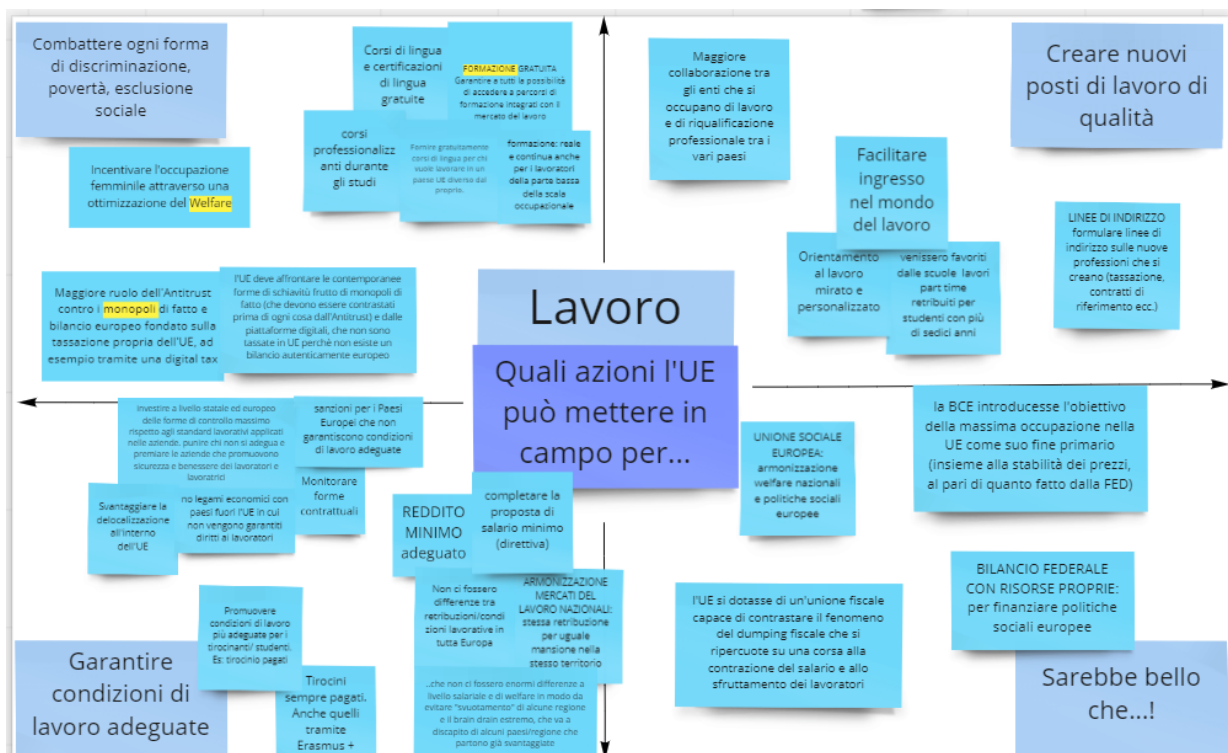 Combattere ogni forma
di discriminazione,
povertà, esclusione
sociale
Incentivare l'occupazione
femminile attraverso una
ottimizzazione del Welfare
Corsi di lingua
e certificazioni
di lingua
gratuite
FORMAZIONE GRATUITA
Garantire a tutti la possibilità
di accedere a percorsi di
formazione integrati con il
mercato del lavoro
corsi
professionalizz
anti durante
gli studi
Fornire gratuitamente
corsi di lingua per chi
vuole lavorare in un
paese UE diverso dal
proprio.
formazione: reale
e continua anche
per i lavoratori
della parte bassa
della scala
occupazionale
Maggiore ruolo dell'Antitrust
contro i monopoli di fatto e
bilancio europeo fondato sulla
tassazione propria dell'UE, ad
esempio tramite una digital tax
l'UE deve affrontare le contemporanee
forme di schiavitù frutto di monopoli di
fatto (che devono essere contrastati
prima di ogni cosa dall'Antitrust) e dalle
piattaforme digitali, che non sono
tassate in UE perchè non esiste un
bilancio autenticamente europeo
Maggiore
collaborazione tra
gli enti che si
occupano di lavoro
e di riqualificazione
professionale tra i
vari paesi
Creare nuovi
posti di lavoro di
qualità
Facilitare
ingresso
nel mondo
del lavoro
Orientamento
al lavoro
mirato e
personalizzato
venissero favoriti
dalle scuole lavori
part time
retribuiti per
studenti con più
di sedici anni
LINEE DI INDIRIZZO
formulare linee di
indirizzo sulle nuove
professioni che si
creano (tassazione,
contratti di
riferimento ecc.)
Lavoro
Quali azioni l'UE
può mettere in
campo per...
investire a livello statale ed europeo
delle forme di controllo massimo
rispetto agli standard lavorativi applicati
nelle aziende. punire chi non si adegua e
premiare le aziende che promuovono
sicurezza e benessere dei lavoratori e
lavoratrici
sanzioni per i Paesi
Europei che non
garantiscono condizioni
di lavoro adeguate
Svantaggiare la
delocalizzazione
all'interno
dell'UE
no legami economici con
paesi fuori l'UE in cui
non vengono garantiti
diritti ai lavoratori
Monitorare
forme
contrattuali
REDDITO
MINIMO
adeguato
completare la
proposta di
salario minimo
(direttiva)
Non ci fossero
differenze tra
retribuzioni/condi
zioni lavorative in
tutta Europa
ARMONIZZAZIONE
MERCATI DEL
LAVORO NAZIONALI:
stessa retribuzione
per uguale
mansione nella
stesso territorio
Promuovere
condizioni di lavoro
più adeguate per i
tirocinanti/ studenti.
Es: tirocinio pagati
Garantire
condizioni di
lavoro adeguate
Tirocini
sempre pagati.
Anche quelli
tramite
Erasmus +
..che non ci fossero enormi differenze a
livello salariale e di welfare in modo da
evitare "svuotamento" di alcune regione
e il brain drain estremo, che va a
discapito di alcuni paesi/regione che
partono già svantaggiate
UNIONE SOCIALE
EUROPEA:
armonizzazione
welfare nazionali
e politiche sociali
europee
la BCE introducesse l'obiettivo
della massima occupazione nella
UE come suo fine primario
(insieme alla stabilità dei prezzi,
al pari di quanto fatto dalla FED)
l'UE si dotasse di un'unione fiscale
capace di contrastare il fenomeno
del dumping fiscale che si
ripercuote su una corsa alla
contrazione del salario e allo
sfruttamento dei lavoratori
BILANCIO FEDERALE
CON RISORSE PROPRIE:
per finanziare politiche
sociali europee
Sarebbe bello
che...!